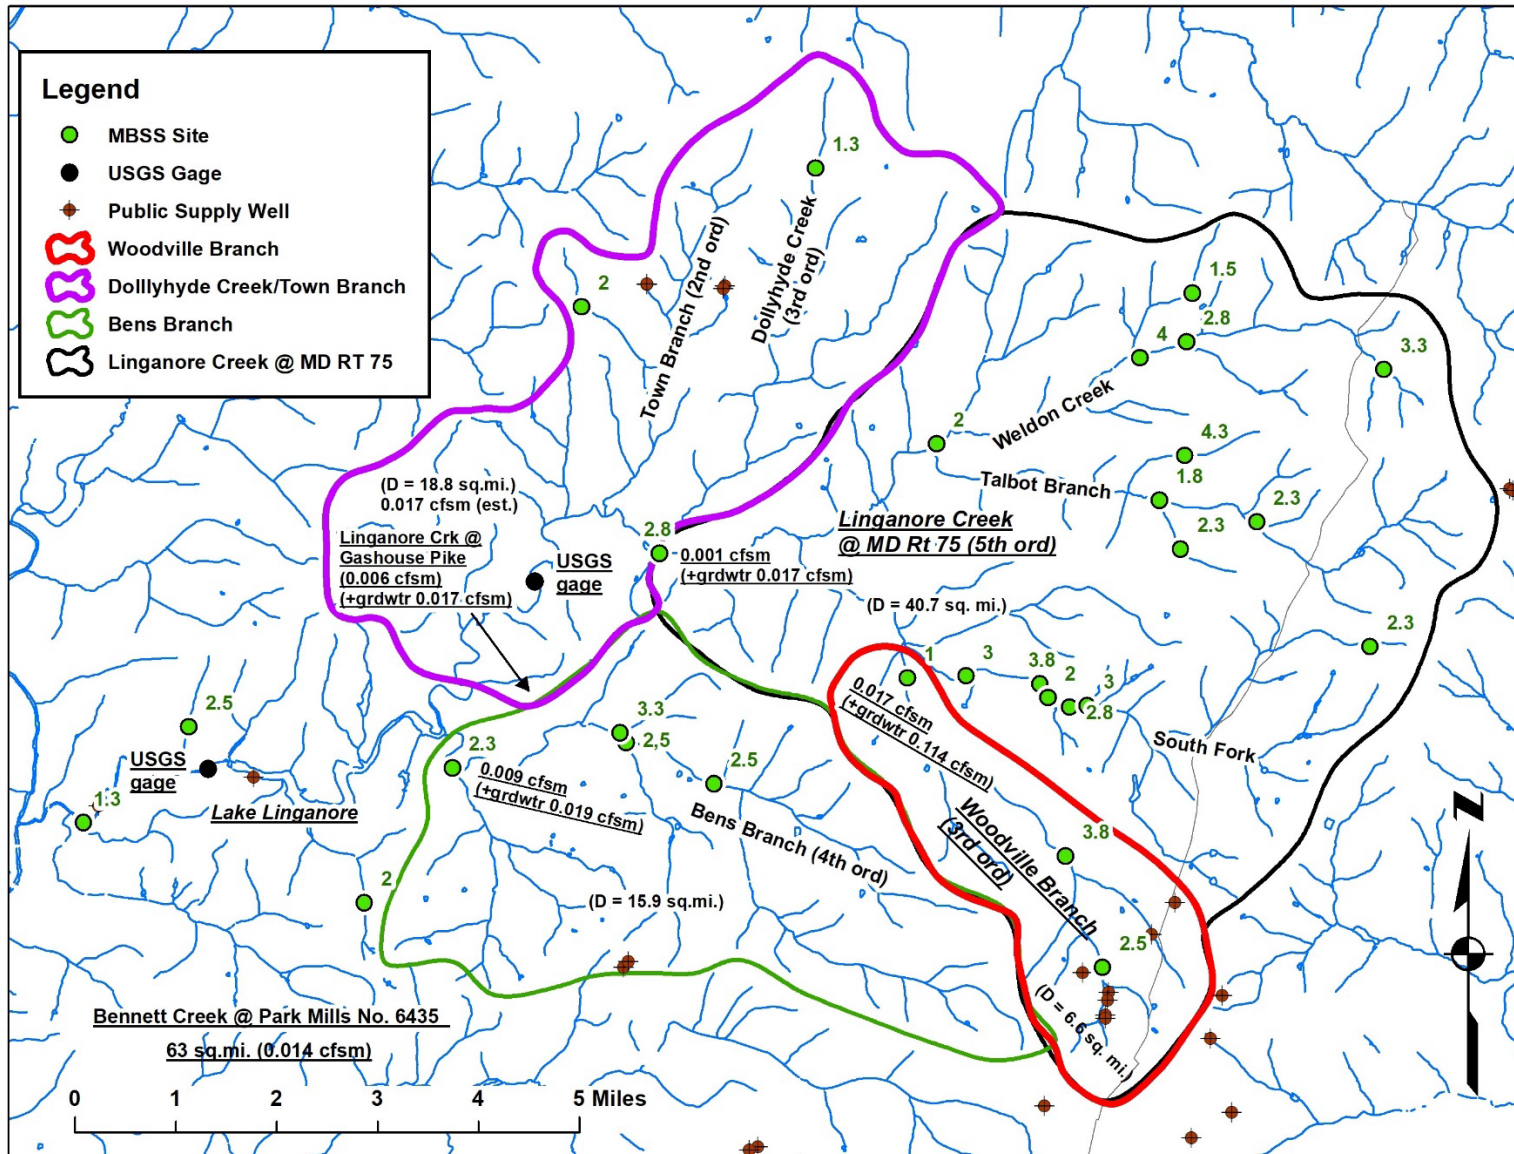 Legend
MBSS Site
USGS Gage
Public Supply Well
Woodville Branch
Dolllyhyde Creek/Town Branch
Bens Branch
Linganore Creek @ MD RT 75
1.3
2
Town Branch (2nd ord)
Dollyhyde Creek
(3rd ord)
1.5
2.8
4
3.3
Weldon Creek
2
4.3
1.8
Talbot Branch
2.3
2.3
(D = 18.8 sq.mi.)
0.017 cfsm (est.)
Linganore Crk @
Gashouse Pike
(0.006 cfsm)
(+grdwtr 0.017 cfsm)
USGS
gage
2.8
0.001 cfsm
(+grdwtr 0.017 cfsm)
Linganore Creek
@ MD Rt 75 (5th ord)
(D = 40.7 sq. mi.)
2.3
1
3
3.8
2
3
2.8
0.017 cfsm
(+grdwtr 0.114 cfsm)
South Fork
2.5
USGS
gage
1.3
Lake Linganore
2.3
0.009 cfsm
(+grdwtr 0.019 cfsm)
3.3
2,5
2.5
Bens Branch (4th ord)
Woodville Branch
(3rd ord)
3.8
2
(D = 15.9 sq.mi.)
2.5
(D = 6.6 sq. mi.)
Bennett Creek @ Park Mills No. 6435
63 sq.mi. (0.014 cfsm)
0 1 2 3 4 5 Miles
N